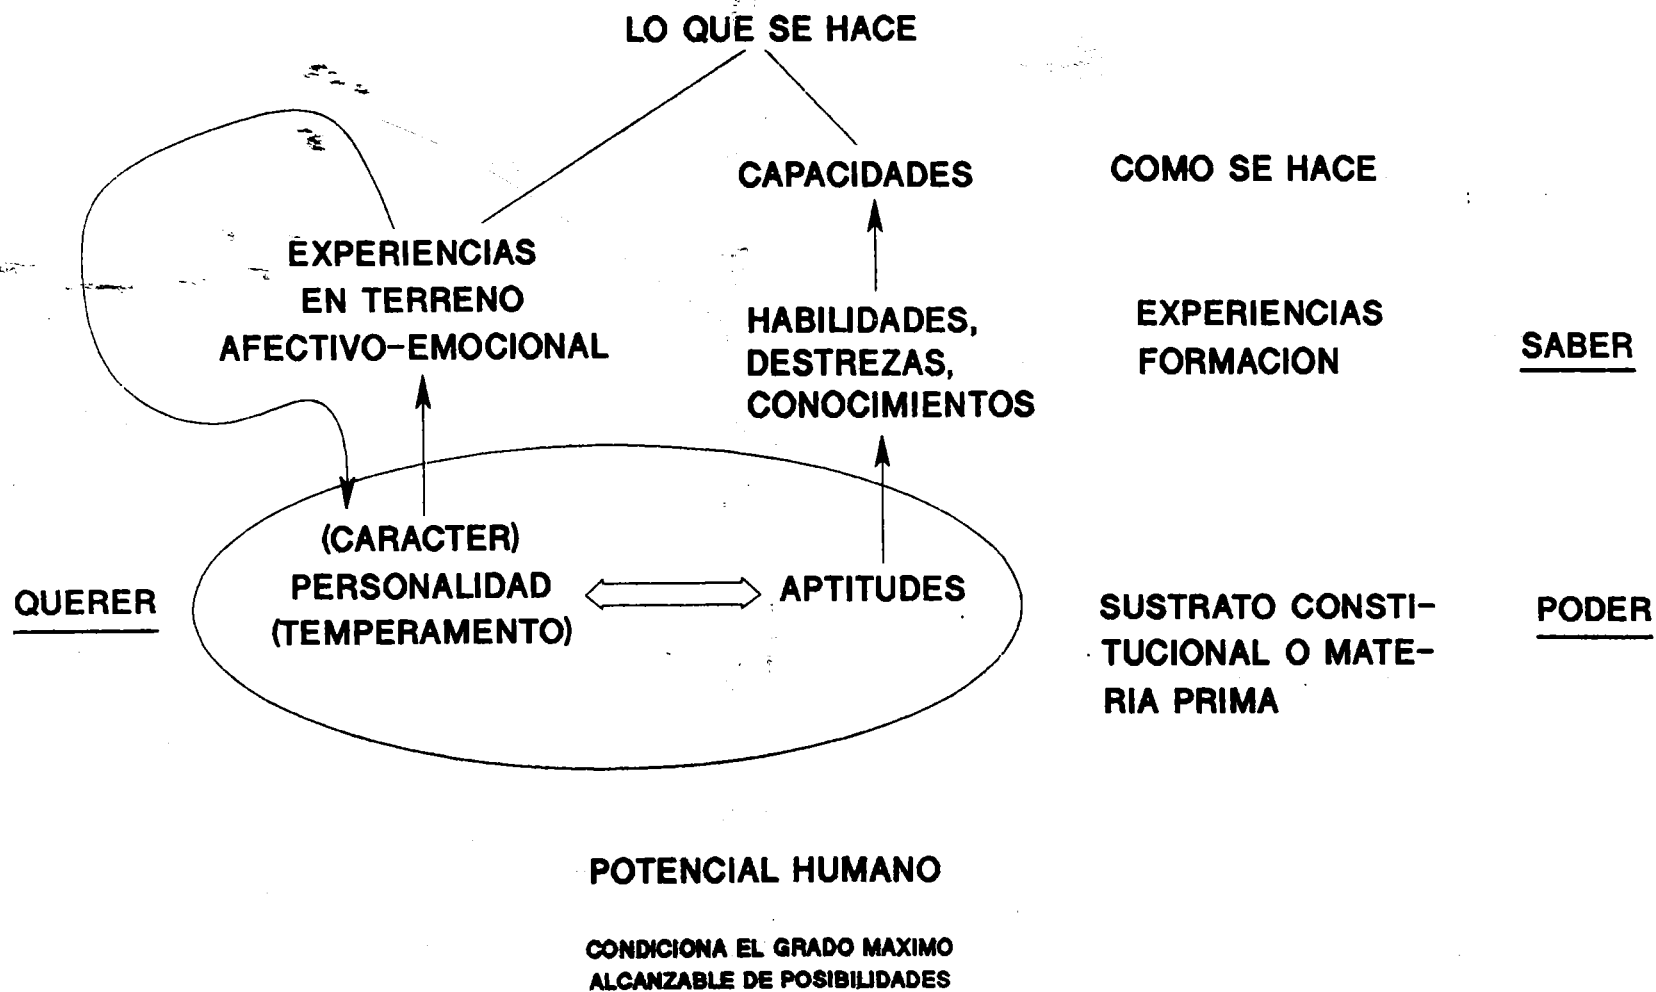 LO QUE SE HACE
CAPACIDADES
COMO SE HACE
EXPERIENCIAS
EN TERRENO
AFECTIVO-EMOCIONAL
HABILIDADES,
DESTREZAS,
CONOCIMIENTOS
EXPERIENCIAS
FORMACION
SABER
(CARACTER)
PERSONALIDAD
(TEMPERAMENTO)
APTITUDES
QUERER
SUSTRATO CONSTI-
TUCIONAL O MATE-
RIA PRIMA
PODER
POTENCIAL HUMANO
CONDICIONA EL GRADO MAXIMO
ALCANZABLE DE POSIBILIDADES